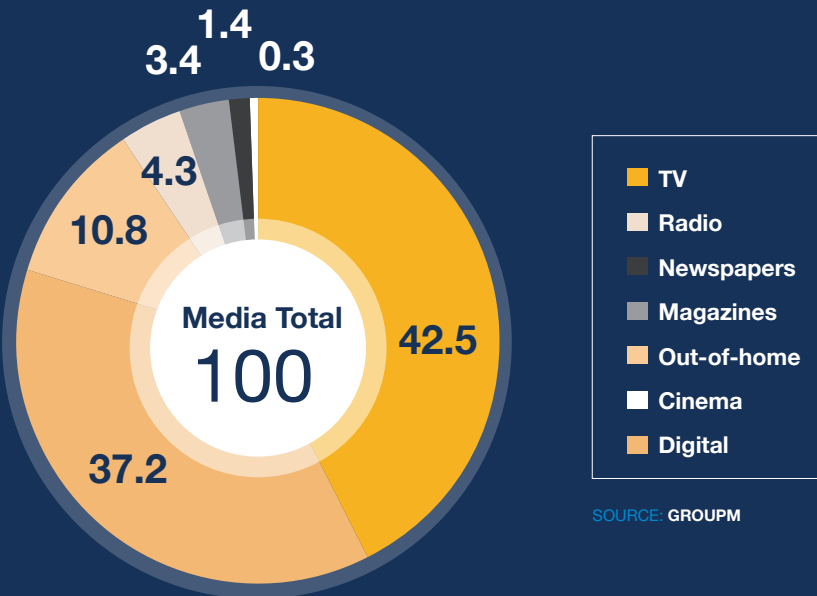 1.4
3.4
0.3
4.3
10.8
Media Total
100
42.5
37.2
TV
Radio
Newspapers
Magazines
Out-of-home
Cinema
Digital
SOURCE: GROUPM